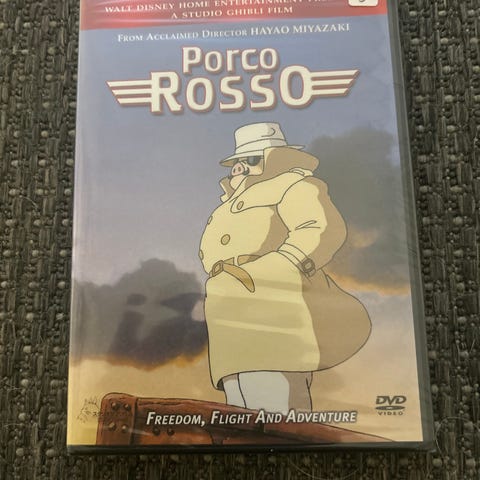 WALT DISNEY HOME ENTERTAINMENT
A STUDIO GHIBLI FILM
FROM ACCLAIMED DIRECTOR HAYAO MIYAZAKI
PORCO
ROSSO
FREEDOM, FLIGHT AND ADVENTURE
DVD
VIDEO